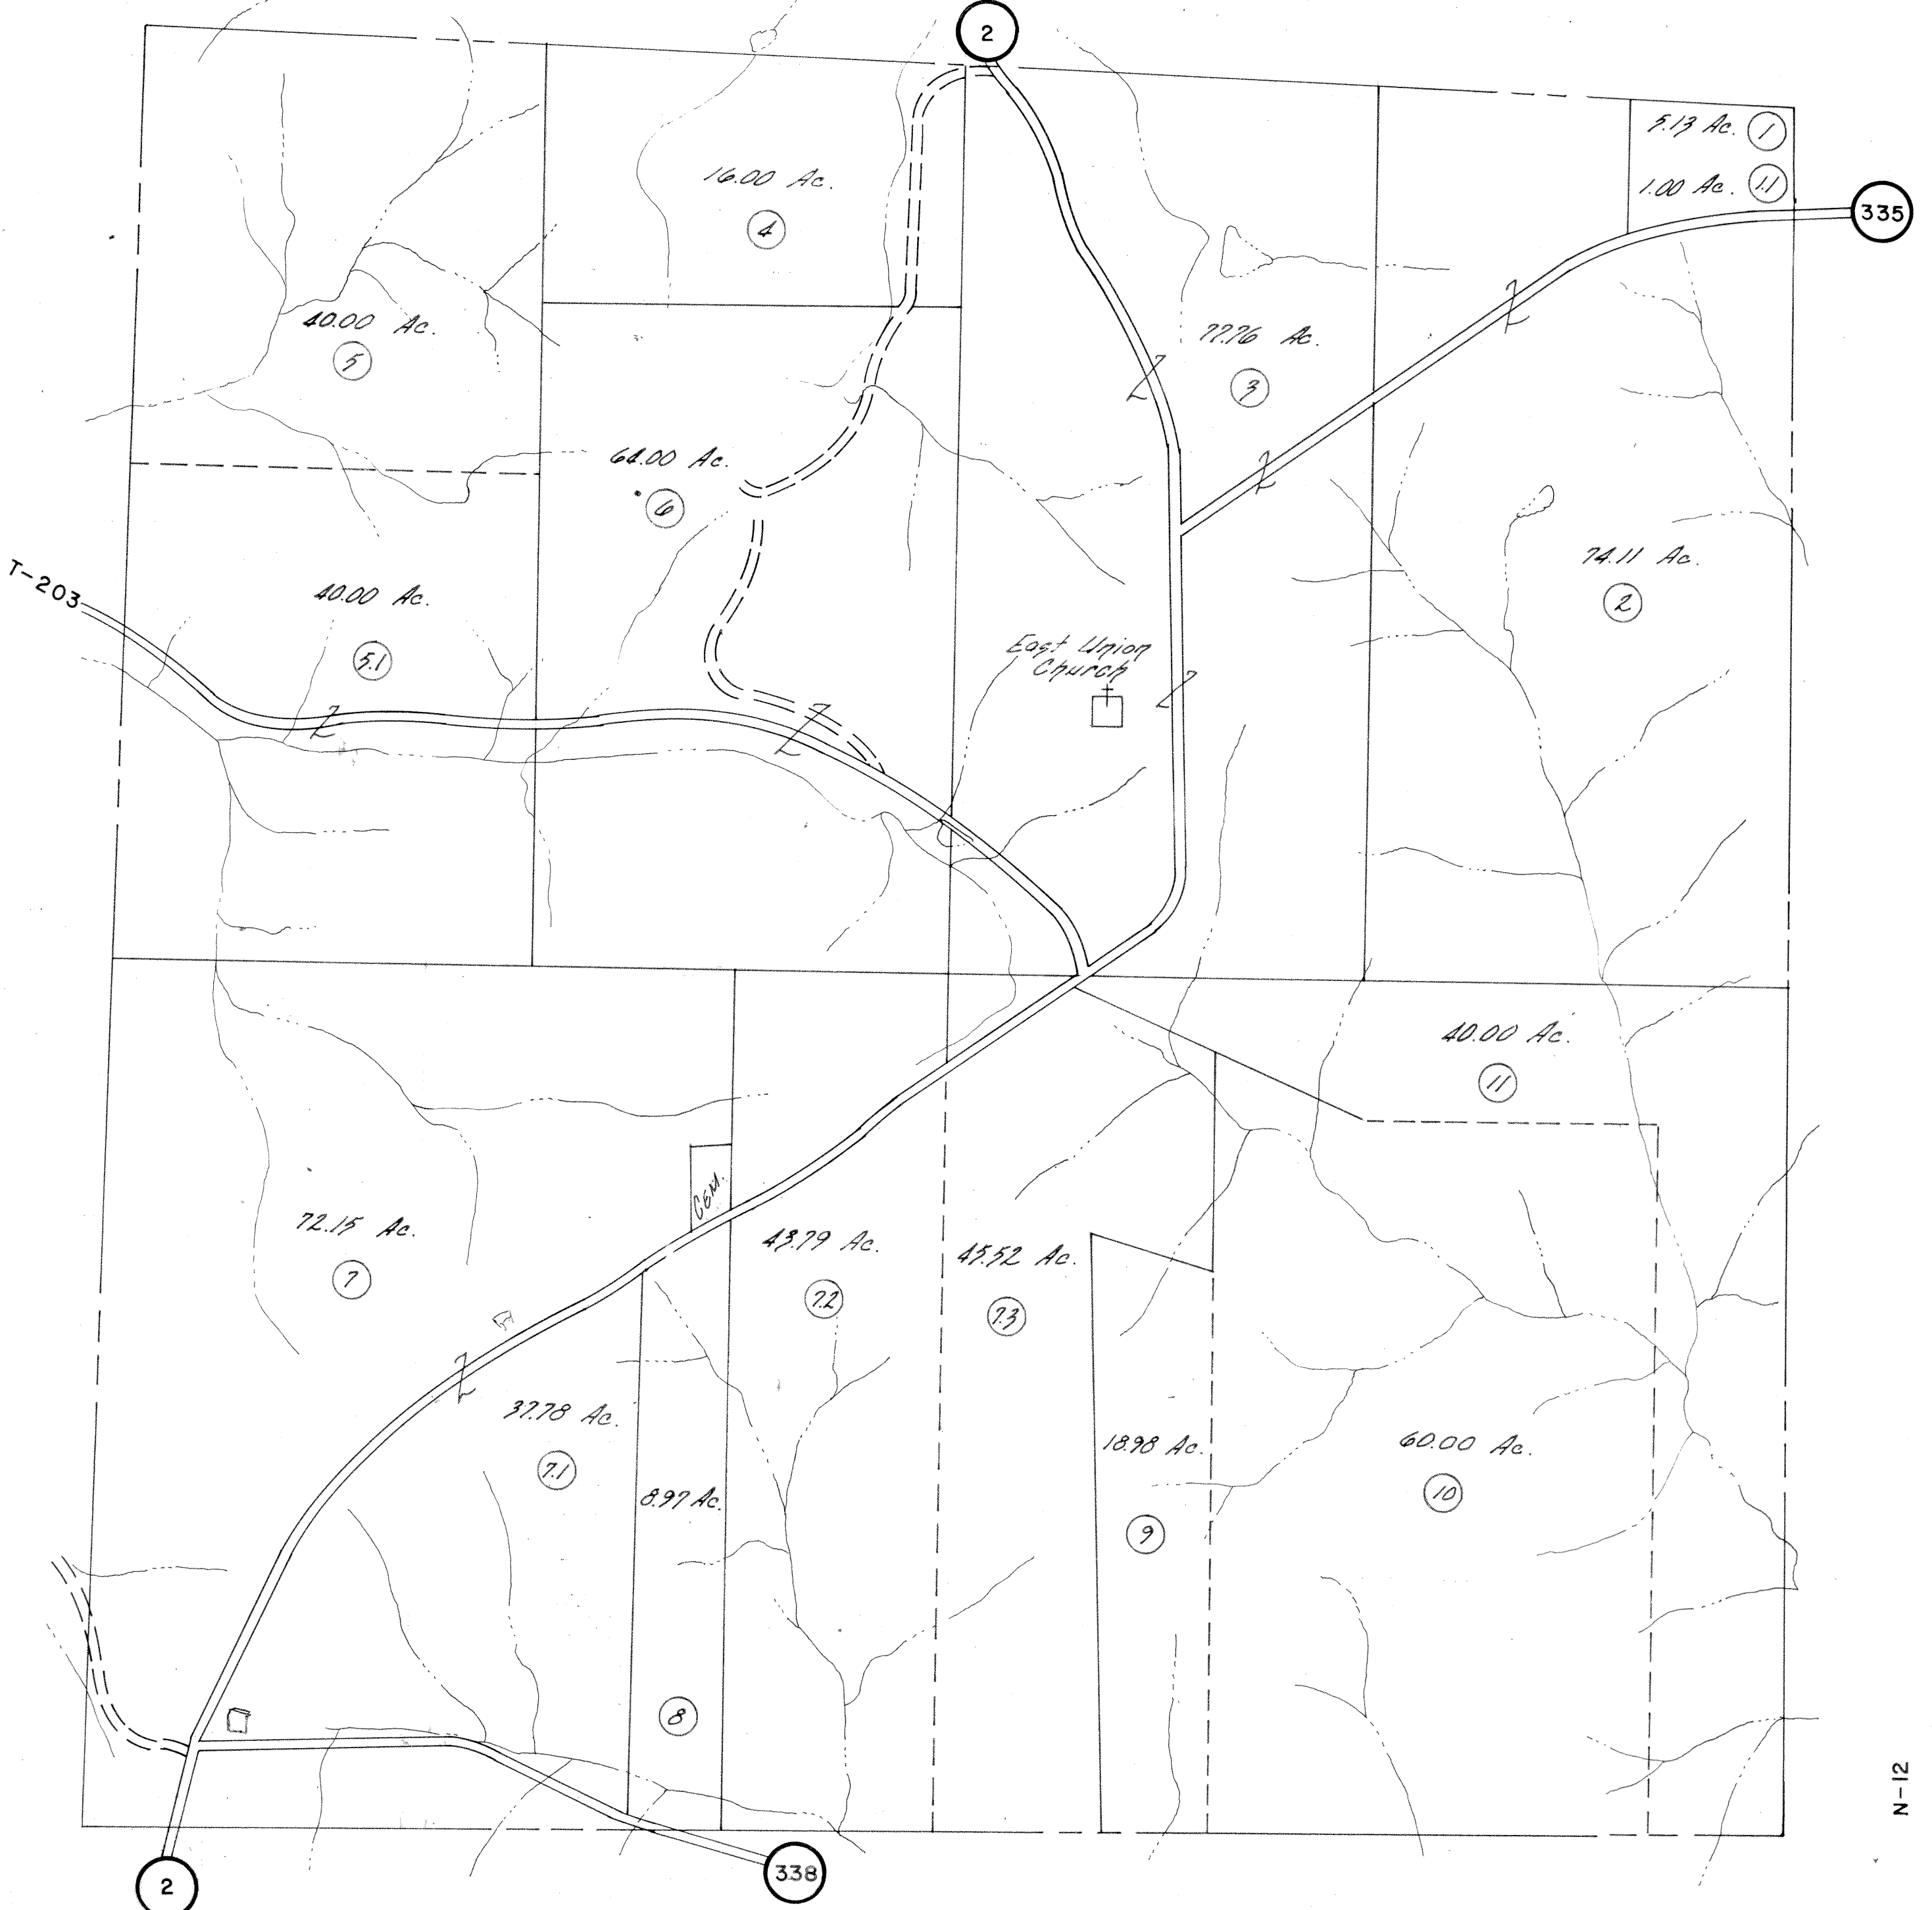 2
5.13 Ac. 1
1.00 Ac. 1.1
335
16.00 Ac.
4
40.00 Ac.
5
77.76 Ac.
3
64.00 Ac.
6
74.11 Ac.
2
T-203
40.00 Ac.
5.1
East Union
Church
40.00 Ac.
11
Cem.
72.15 Ac.
7
43.79 Ac.
7.2
45.52 Ac.
7.3
37.78 Ac.
7.1
8.97 Ac.
18.98 Ac.
9
60.00 Ac.
10
8
N-12
338
2